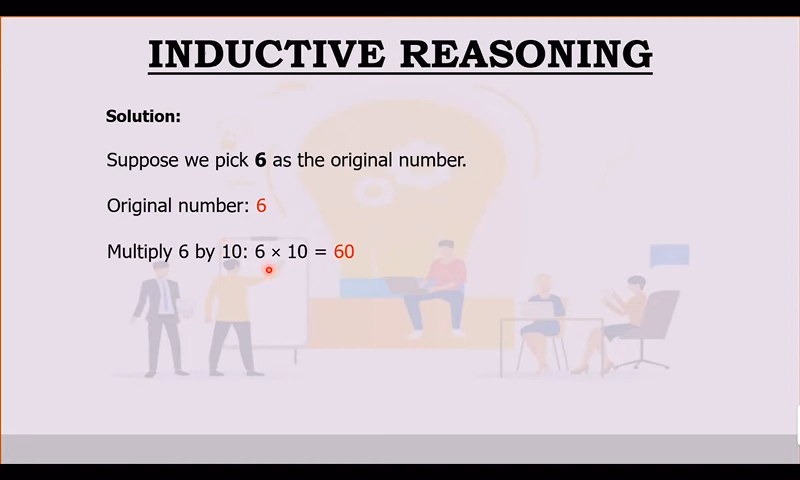 INDUCTIVE REASONING
Solution:
Suppose we pick 6 as the original number.
Original number: 6
Multiply 6 by 10: 6 × 10 = 60